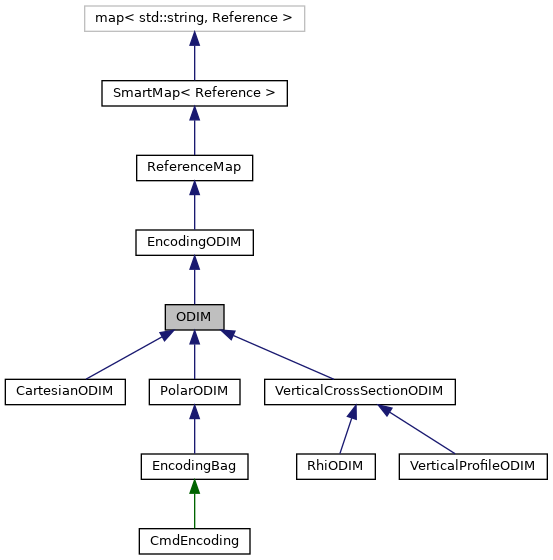 map< std::string, Reference >
SmartMap< Reference >
ReferenceMap
EncodingODIM
ODIM
CartesianODIM
PolarODIM
VerticalCrossSectionODIM
EncodingBag
RhiODIM
VerticalProfileODIM
CmdEncoding